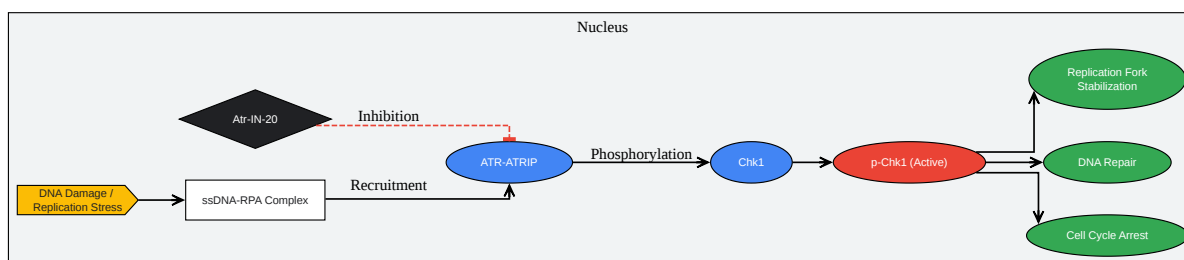 Nucleus
Replication Fork
Stabilization
Atr-IN-20
Inhibition
ATR-ATRIP
Phosphorylation
Chk1
p-Chk1 (Active)
DNA Repair
DNA Damage /
Replication Stress
ssDNA-RPA Complex
Recruitment
Cell Cycle Arrest